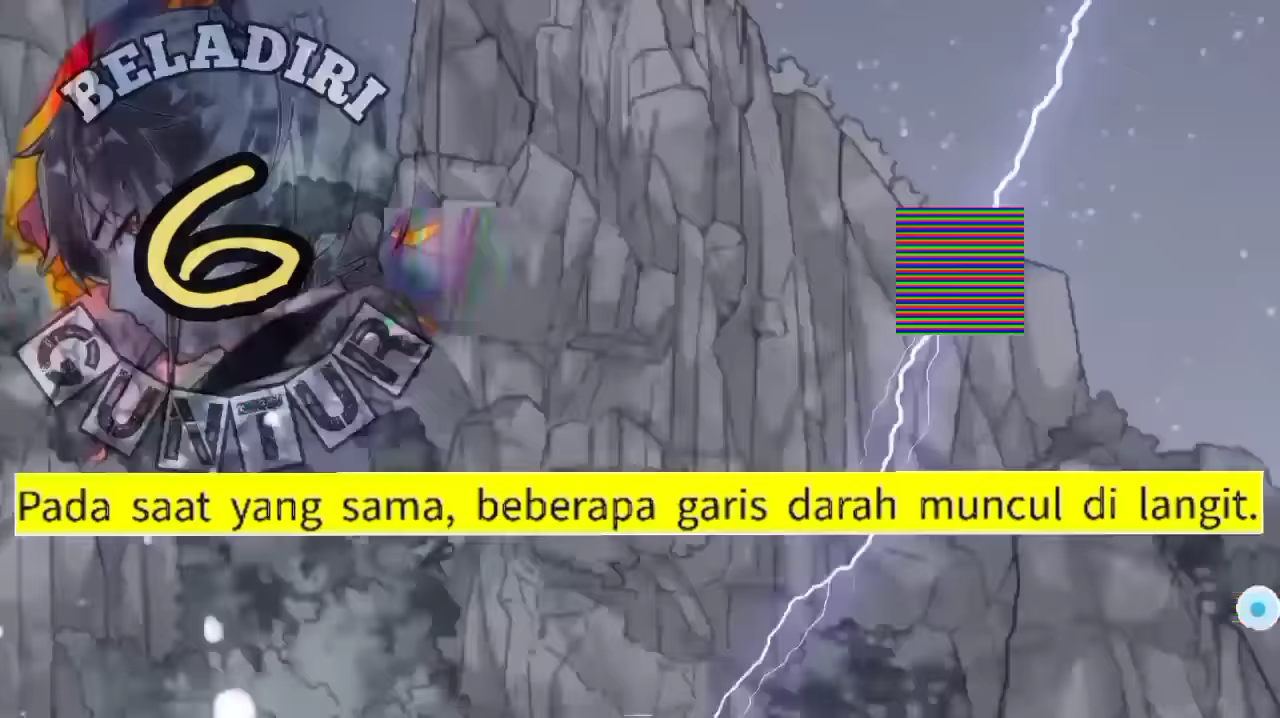 BELADIRI
6
GUNTUR
Pada saat yang sama, beberapa garis darah muncul di langit.